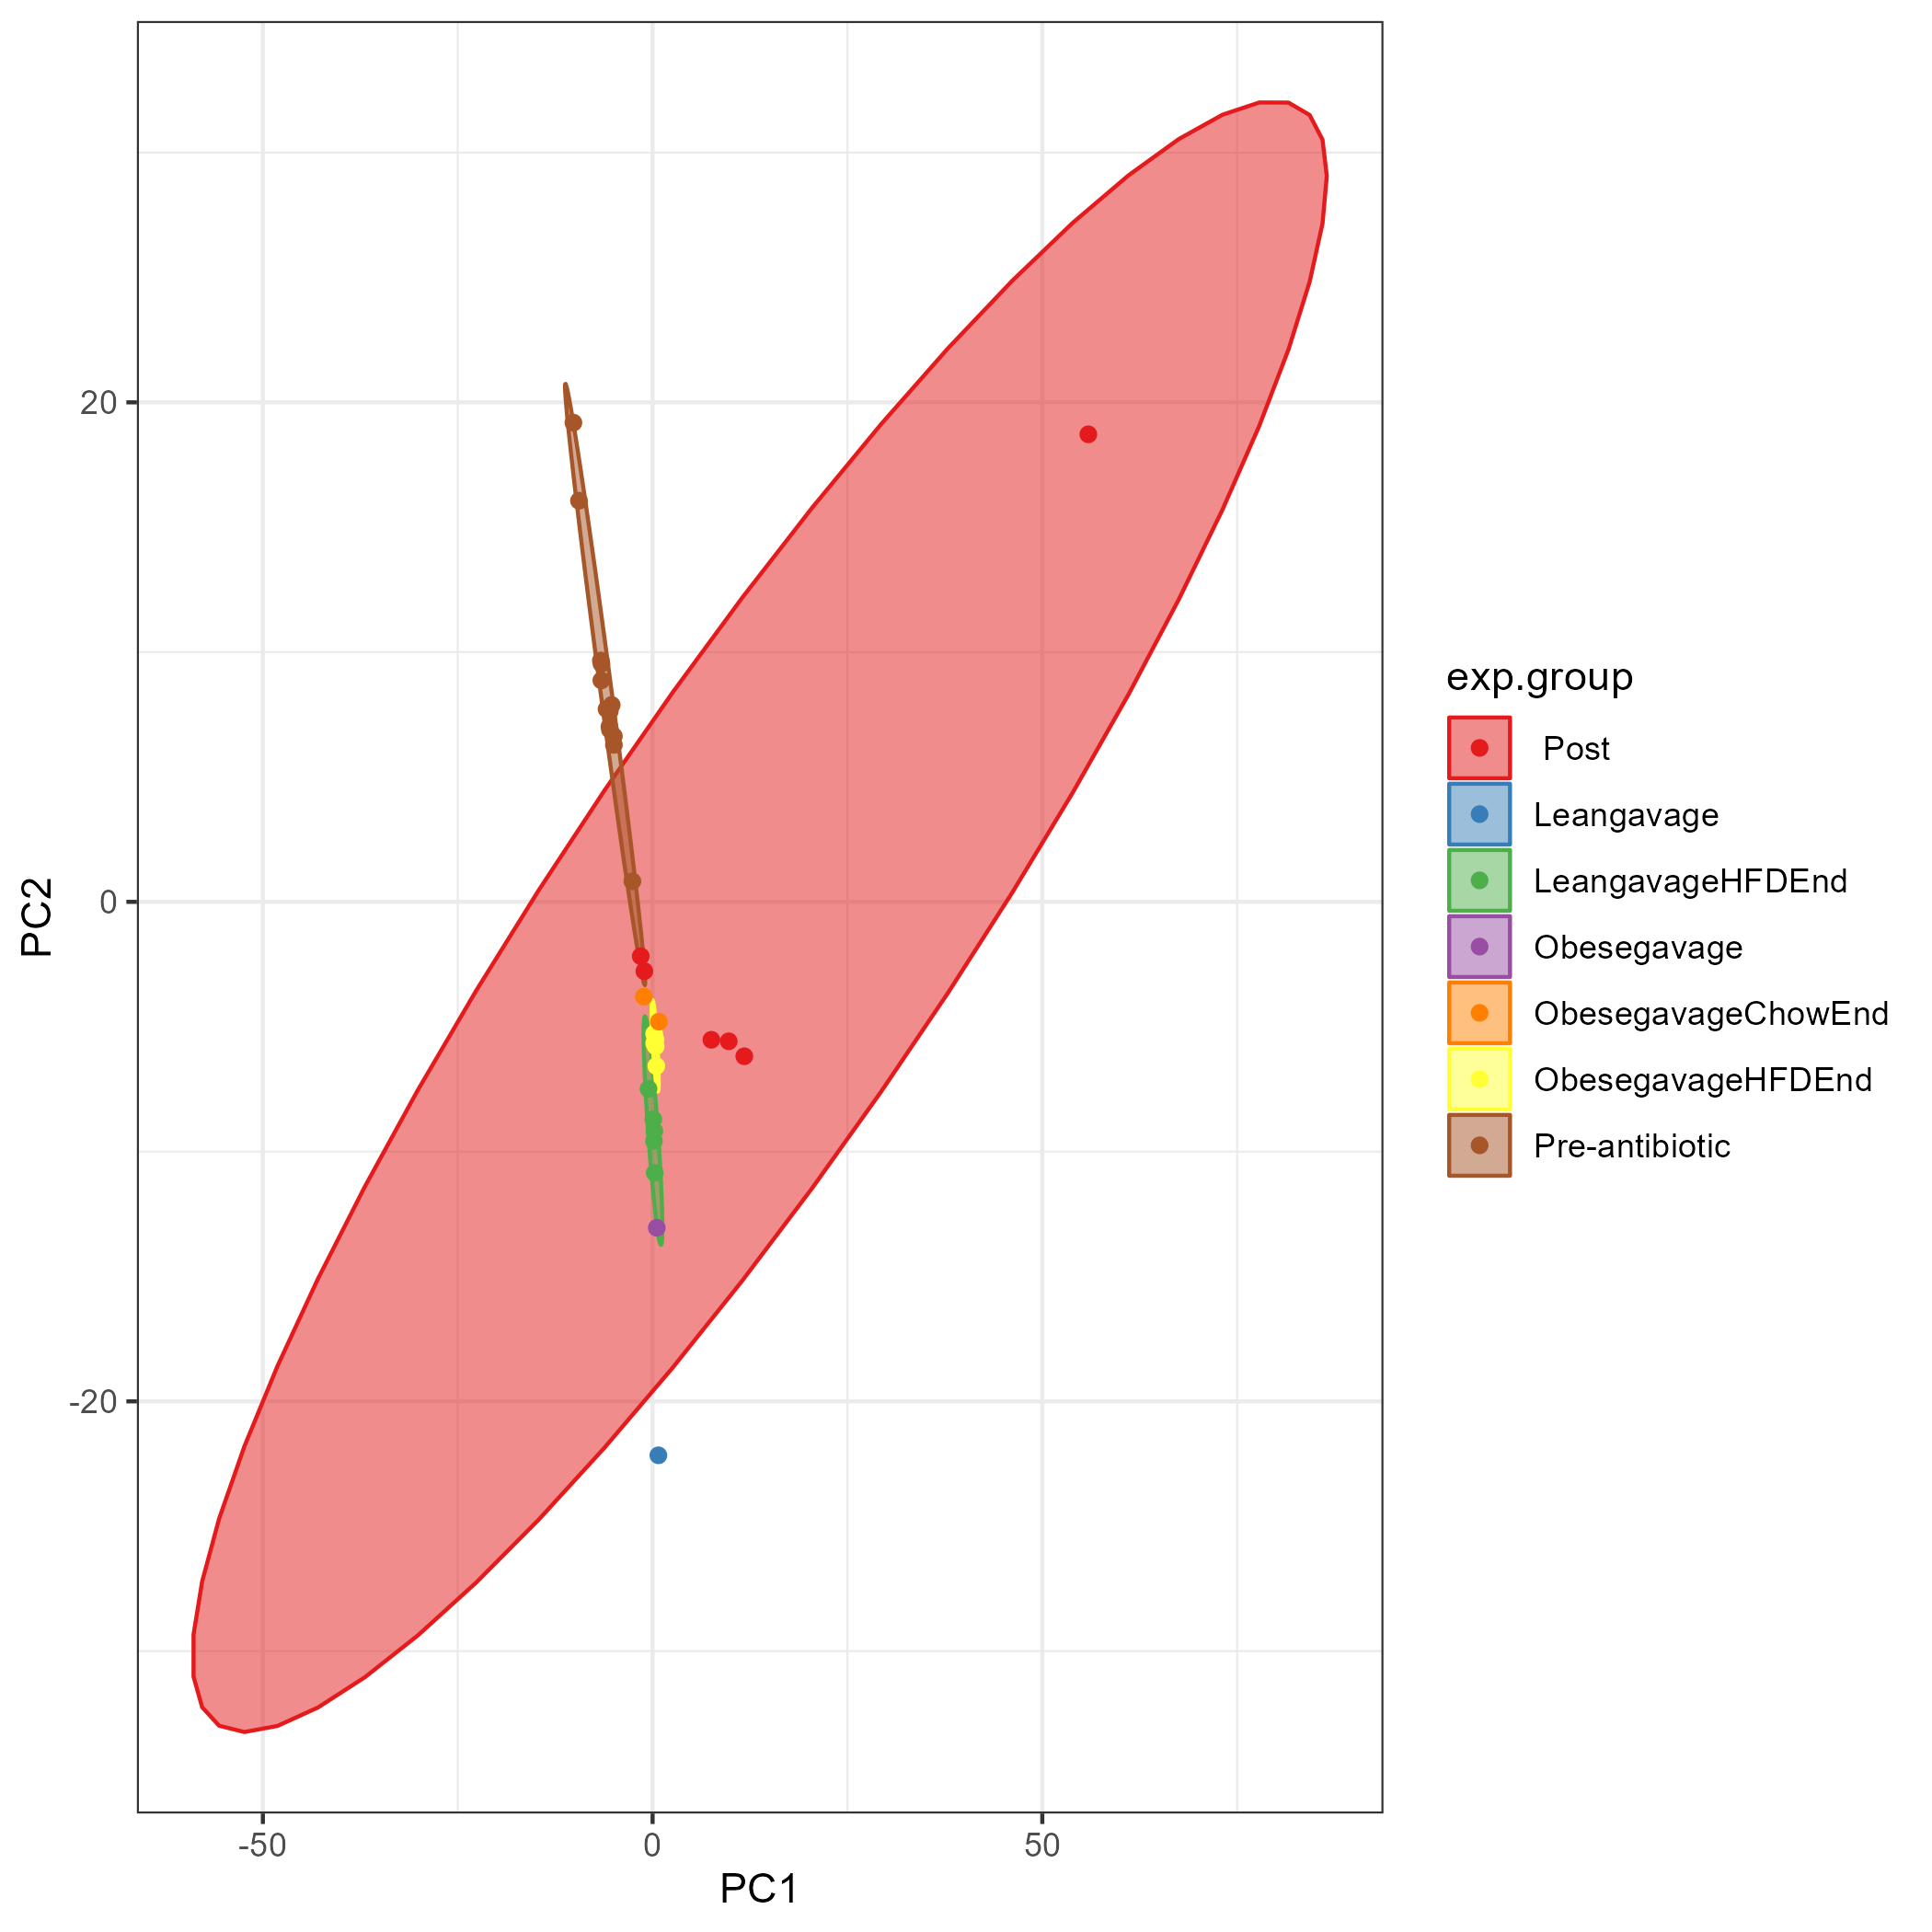 20
0
-20
PC2
-50
0
50
PC1
exp.group
Post
Leangavage
LeangavageHFDEnd
Obesegavage
ObesegavageChowEnd
ObesegavageHFDEnd
Pre-antibiotic